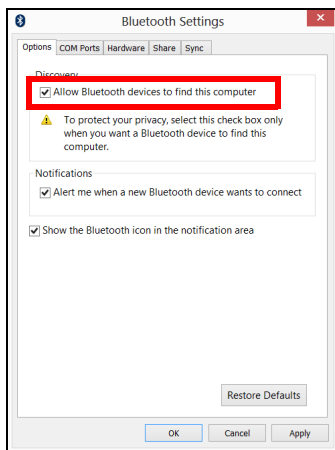 Bluetooth Settings
Options COM Ports Hardware Share Sync
Discovery
Allow Bluetooth devices to find this computer
To protect your privacy, select this check box only
when you want a Bluetooth device to find this
computer.
Notifications
Alert me when a new Bluetooth device wants to connect
Show the Bluetooth icon in the notification area
Restore Defaults
OK Cancel Apply